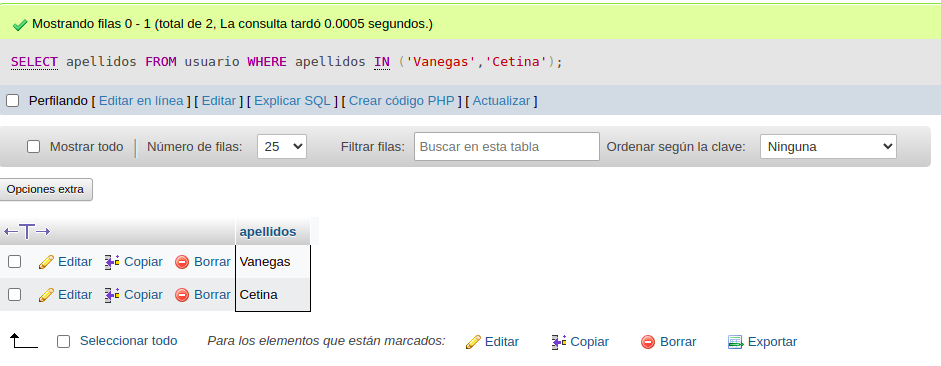 Mostrando filas 0 - 1 (total de 2, La consulta tardó 0.0005 segundos.)
SELECT apellidos FROM usuario WHERE apellidos IN ('Vanegas','Cetina');
Perfilando [ Editar en línea ] [ Editar ] [ Explicar SQL ] [ Crear código PHP ] [ Actualizar ]
Mostrar todo | Número de filas: 25 Filtrar filas: Buscar en esta tabla Ordenar según la clave: Ninguna
Opciones extra
←T→ apellidos
Editar Copiar Borrar Vanegas
Editar Copiar Borrar Cetina
Seleccionar todo Para los elementos que están marcados: Editar Copiar Borrar Exportar